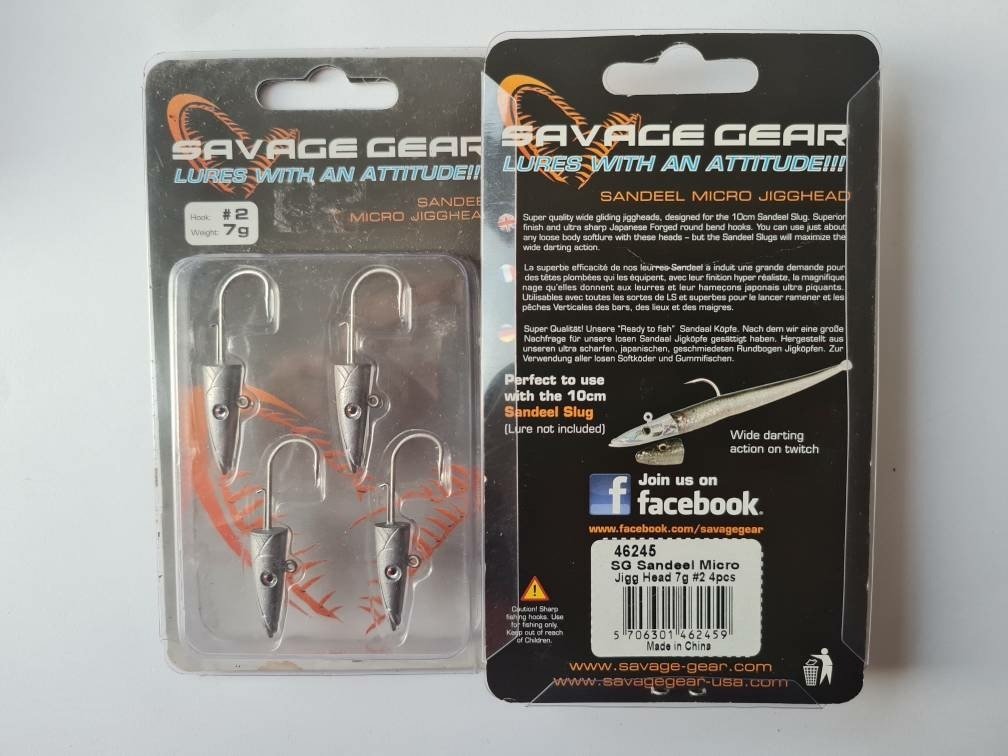 SAVAGE GEAR
LURES WITH AN ATTITUDE!!
SANDEE
MICRO JIGGHEA
Hook: #2
Weight: 7g
SAVAGE GEAR
LURES WITH AN ATTITUDE!!!
SANDEEL MICRO JIGGHEAD
Super quality wide gliding jiggheads, designed for the 10cm Sandeel Slug. Superior
finish and ultra sharp Japanese Forged round bend hooks. You can use just about
any loose body softlure with these heads – but the Sandeel Slugs will maximize the
wide darting action.
La superbe efficacité de nos leurres Sandeel a induit une grande demande pour
des têtes plombées qui les équipent, avec leur finition hyper réaliste, la magnifique
nage qu'elles donnent aux leurres et leur hameçons japonais ultra piquants.
Utilisables avec toutes les sortes de LS et superbes pour le lancer ramener et les
pêches Verticales des bars, des lieux et des maigres.
Super Qualität! Unsere "Ready to fish" Sandaal Köpfe. Nach dem wir eine große
Nachfrage für unsere losen Sandaal Jigköpfe gesättigt haben. Hergestellt aus
unseren ultra scharfen, japanischen, geschmiedeten Rundbogen Jigköpfen. Zur
Verwendung aller losen Softköder und Gummifischen.
Perfect to use
with the 10cm
Sandeel Slug
(Lure not included)
Wide darting
action on twitch
f Join us on
facebook.
www.facebook.com/savagegear
46245
SG Sandeel Micro
Jigg Head 7g #2 4pcs
5 706301 462459
Made in China
Caution! Sharp
fishing hooks. Use
for fishing only.
Keep out of reach
of Children.
www.savage-gear.com
www.savagegear-usa.com